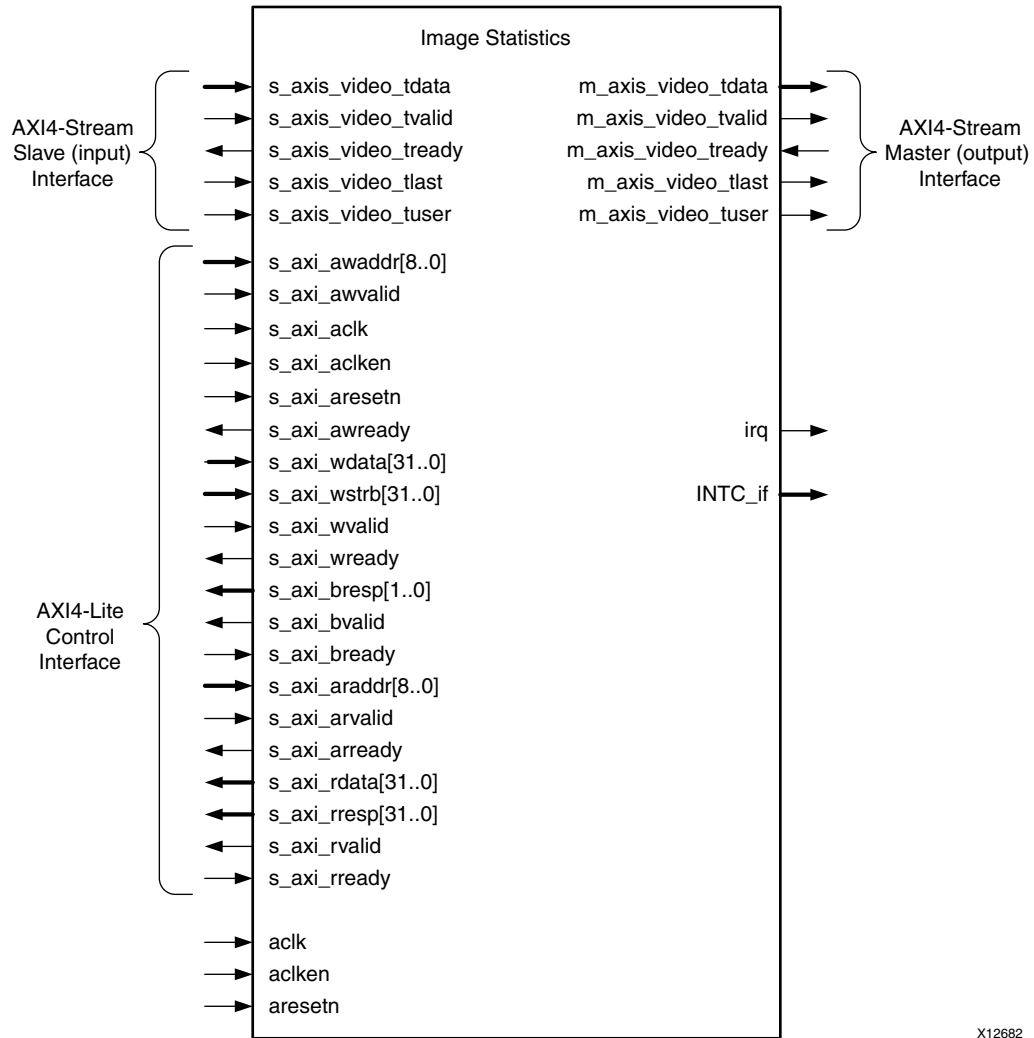 Image Statistics
AXI4-Stream
Slave (input)
Interface
s_axis_video_tdata
s_axis_video_tvalid
s_axis_video_tready
s_axis_video_tlast
s_axis_video_tuser
m_axis_video_tdata
m_axis_video_tvalid
m_axis_video_tready
m_axis_video_tlast
m_axis_video_tuser
AXI4-Stream
Master (output)
Interface
AXI4-Lite
Control
Interface
s_axi_awaddr[8..0]
s_axi_awvalid
s_axi_aclk
s_axi_aclken
s_axi_aresetn
s_axi_awready
s_axi_wdata[31..0]
s_axi_wstrb[31..0]
s_axi_wvalid
s_axi_wready
s_axi_bresp[1..0]
s_axi_bvalid
s_axi_bready
s_axi_araddr[8..0]
s_axi_arvalid
s_axi_arready
s_axi_rdata[31..0]
s_axi_rresp[31..0]
s_axi_rvalid
s_axi_rready
irq
INTC_if
aclk
aclken
aresetn
X12682